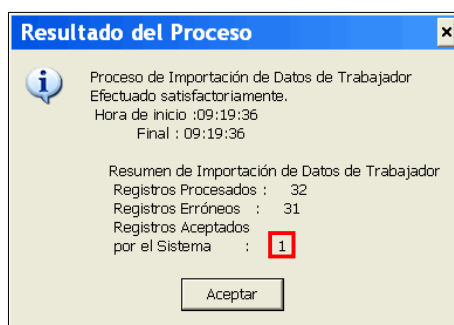 Resultado del Proceso
Proceso de Importación de Datos de Trabajador
Efectuado satisfactoriamente.
Hora de inicio :09:19:36
Final : 09:19:36
Resumen de Importación de Datos de Trabajador
Registros Procesados : 32
Registros Erróneos : 31
Registros Aceptados
por el Sistema : 1
Aceptar